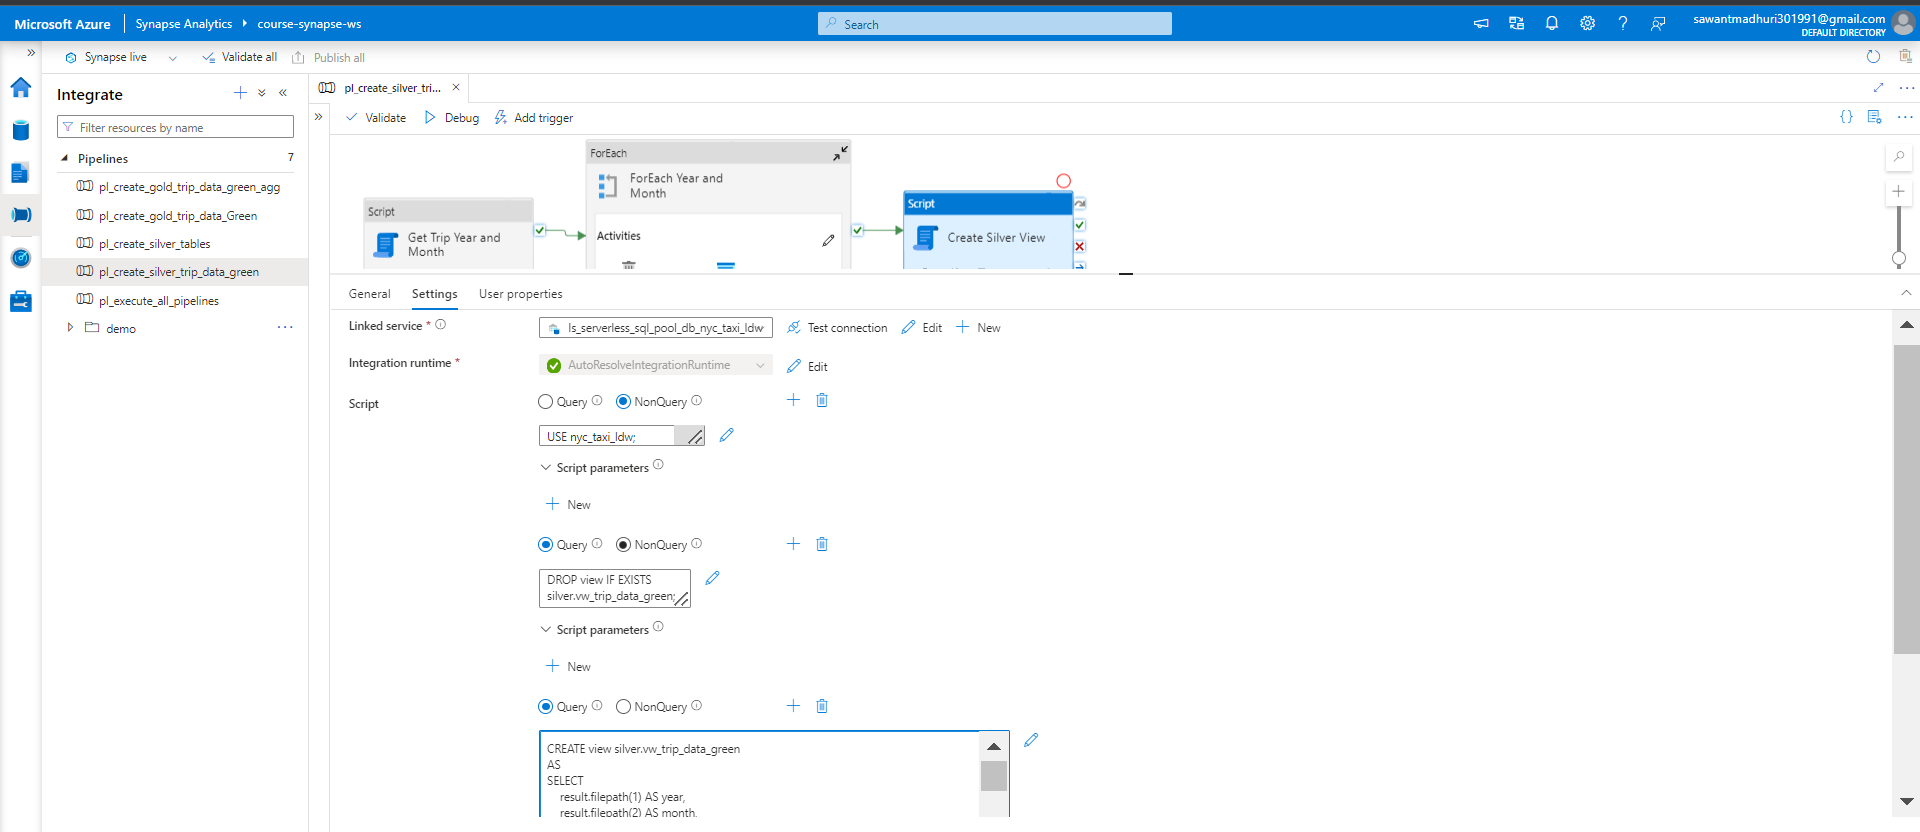 Microsoft Azure
Synapse Analytics
course-synapse-ws
Search
sawantmadhuri301991@gmail.com
DEFAULT DIRECTORY
Synapse live
Validate all
Publish all
Integrate
Filter resources by name
Pipelines
7
pl_create_gold_trip_data_green_agg
pl_create_gold_trip_data_Green
pl_create_silver_tables
pl_create_silver_trip_data_green
pl_execute_all_pipelines
demo
pl_create_silver_tri...
Validate
Debug
Add trigger
Script
Get Trip Year and
Month
ForEach
ForEach Year and
Month
Activities
Script
Create Silver View
General
Settings
User properties
Linked service *
ls_serverless_sql_pool_db_nyc_taxi_ldw
Test connection
Edit
New
Integration runtime *
AutoResolveIntegrationRuntime
Edit
Script
Query
NonQuery
USE nyc_taxi_ldw;
Script parameters
New
Query
NonQuery
DROP view IF EXISTS
silver.vw_trip_data_green;
Script parameters
New
Query
NonQuery
CREATE view silver.vw_trip_data_green
AS
SELECT
result.filepath(1) AS year,
result.filepath(2) AS month,